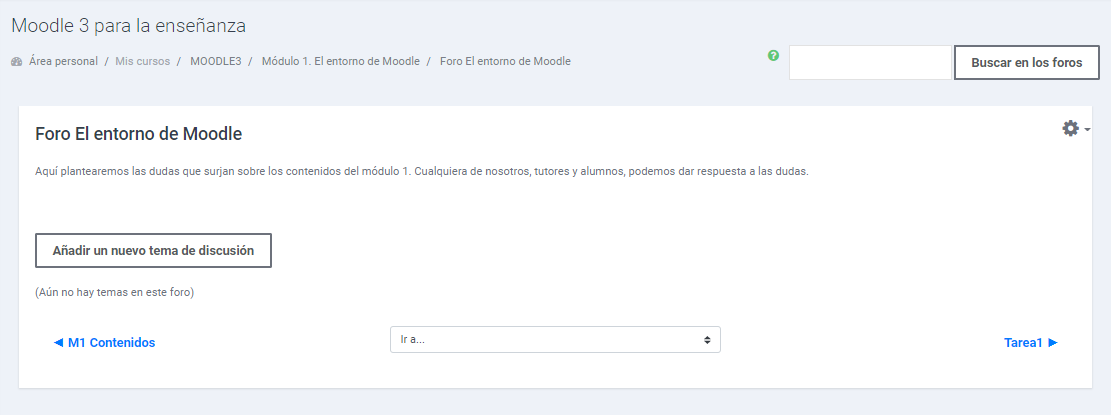 Moodle 3 para la enseñanza
Área personal / Mis cursos / MOODLE3 / Módulo 1. El entorno de Moodle / Foro El entorno de Moodle
?
Buscar en los foros
Foro El entorno de Moodle
Aquí plantearemos las dudas que surjan sobre los contenidos del módulo 1. Cualquiera de nosotros, tutores y alumnos, podemos dar respuesta a las dudas.
Añadir un nuevo tema de discusión
(Aún no hay temas en este foro)
◀ M1 Contenidos
Ir a...
Tarea1 ▶